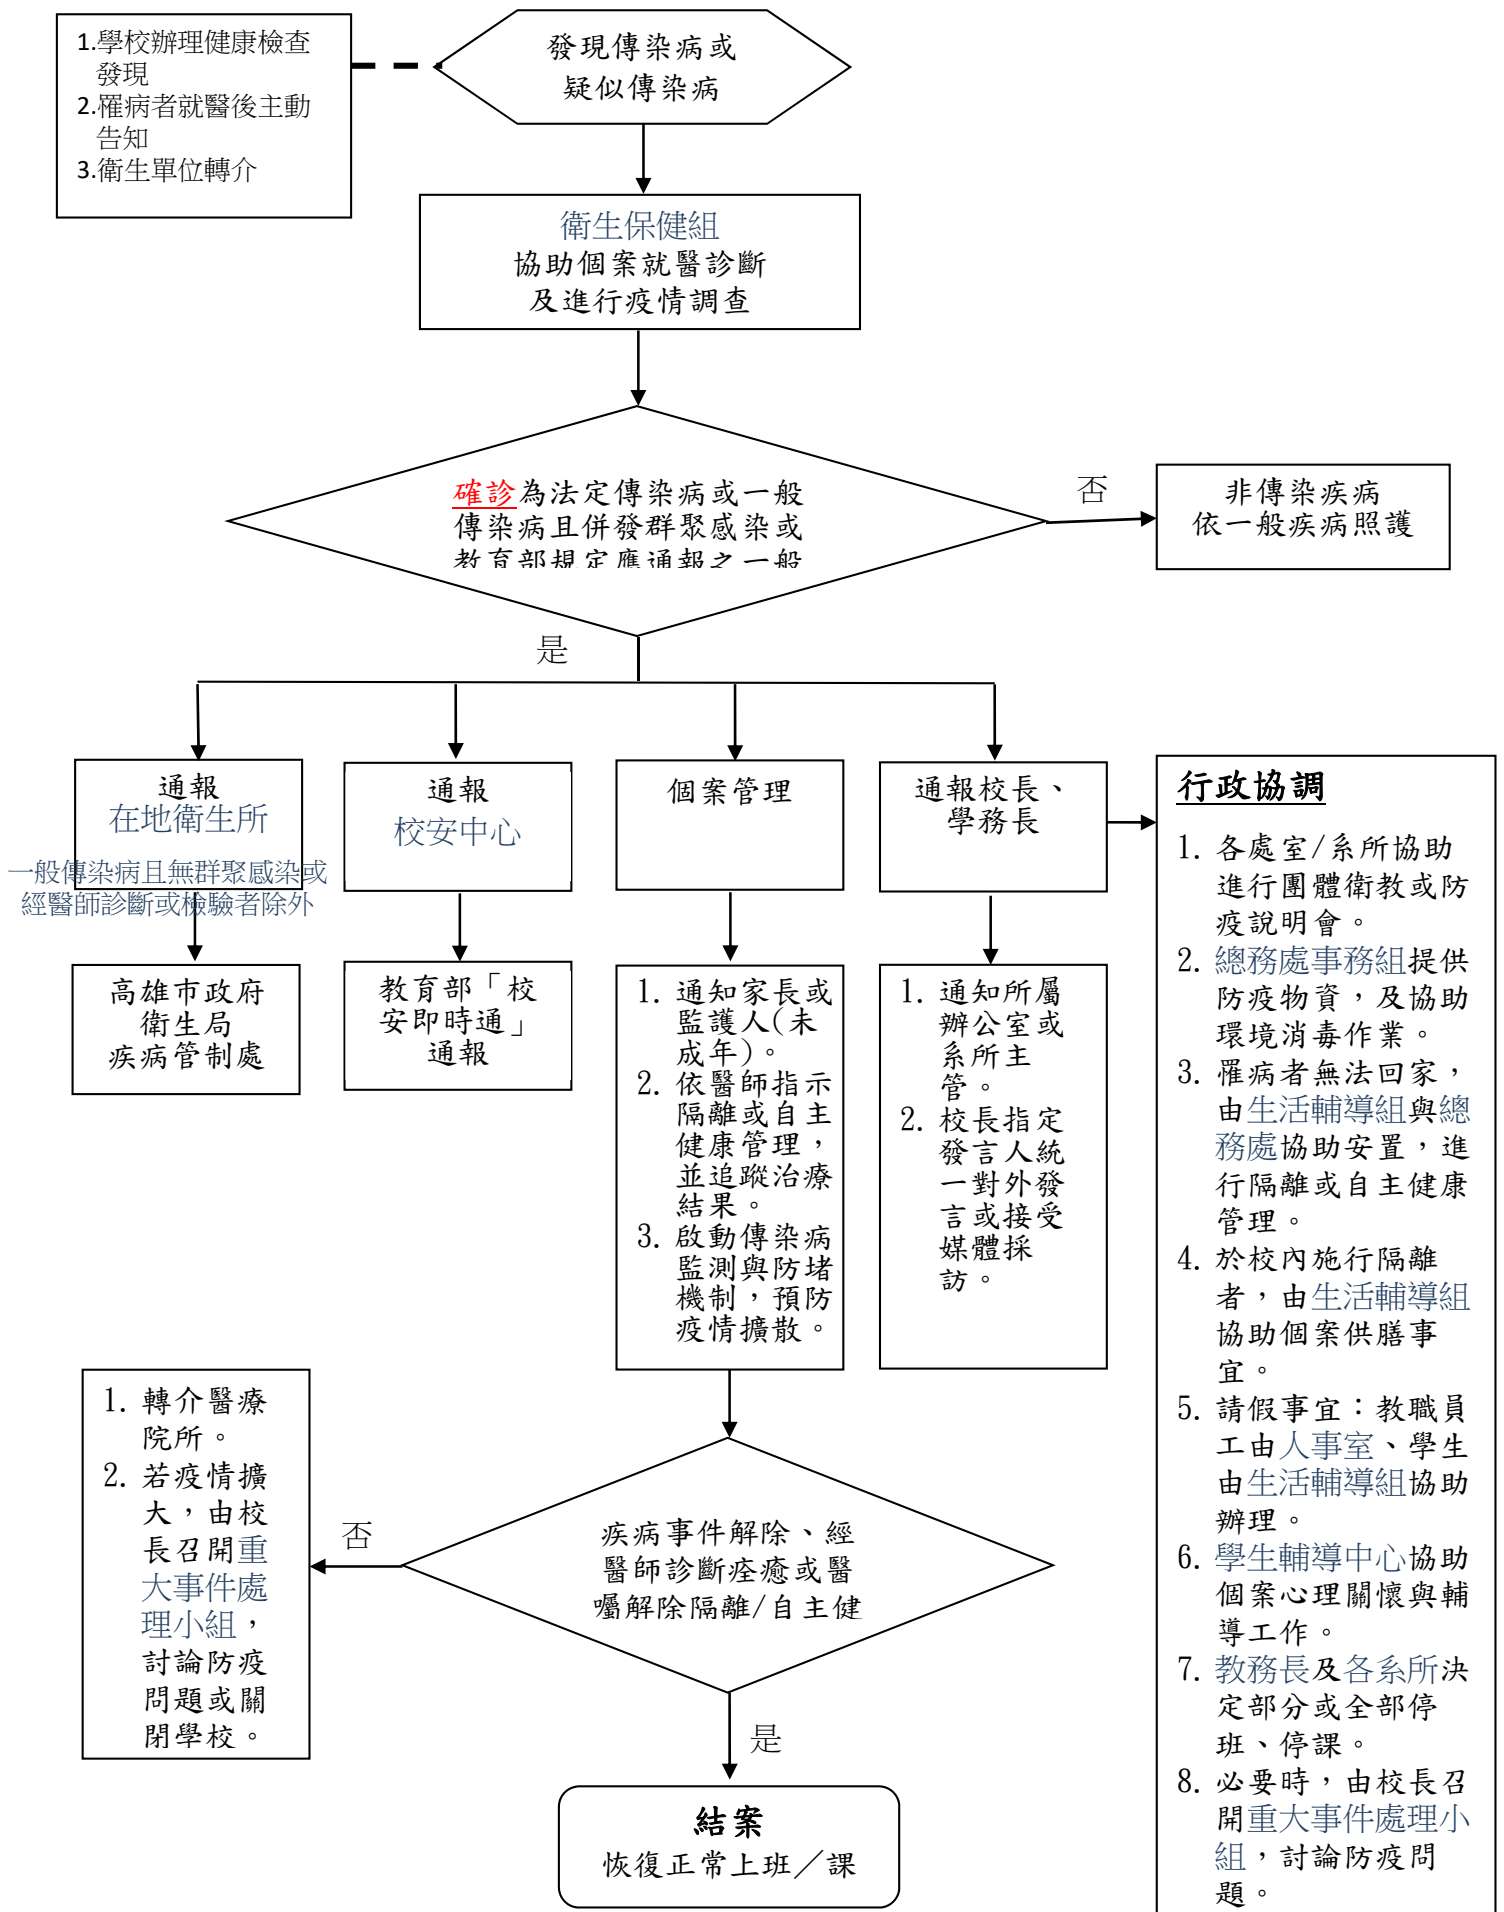 1.學校辦理健康檢查
發現
2.罹病者就醫後主動
告知
3.衛生單位轉介
發現傳染病或
疑似傳染病
衛生保健組
協助個案就醫診斷
及進行疫情調查
確診為法定傳染病或一般
傳染病且併發群聚感染或
教育部規定應通報之一般
否
非傳染疾病
依一般疾病照護
是
通報
在地衛生所
一般傳染病且無群聚感染或
經醫師診斷或檢驗者除外
通報
校安中心
個案管理
通報校長、
學務長
高雄市政府
衛生局
疾病管制處
教育部「校
安即時通」
通報
1. 通知家長或
監護人(未
成年)。
2. 依醫師指示
隔離或自主
健康管理，
並追蹤治療
結果。
3. 啟動傳染病
監測與防堵
機制，預防
疫情擴散。
1. 通知所屬
辦公室或
系所主
管。
2. 校長指定
發言人統
一對外發
言或接受
媒體採
訪。
行政協調
1. 各處室/系所協助
進行團體衛教或防
疫說明會。
2. 總務處事務組提供
防疫物資，及協助
環境消毒作業。
3. 罹病者無法回家，
由生活輔導組與總
務處協助安置，進
行隔離或自主健康
管理。
4. 於校內施行隔離
者，由生活輔導組
協助個案供膳事
宜。
5. 請假事宜：教職員
工由人事室、學生
由生活輔導組協助
辦理。
6. 學生輔導中心協助
個案心理關懷與輔
導工作。
7. 教務長及各系所決
定部分或全部停
班、停課。
8. 必要時，由校長召
開重大事件處理小
組，討論防疫問
題。
1. 轉介醫療
院所。
2. 若疫情擴
大，由校
長召開重
大事件處
理小組，
討論防疫
問題或關
閉學校。
否
疾病事件解除、經
醫師診斷痊癒或醫
囑解除隔離/自主健
是
結案
恢復正常上班／課